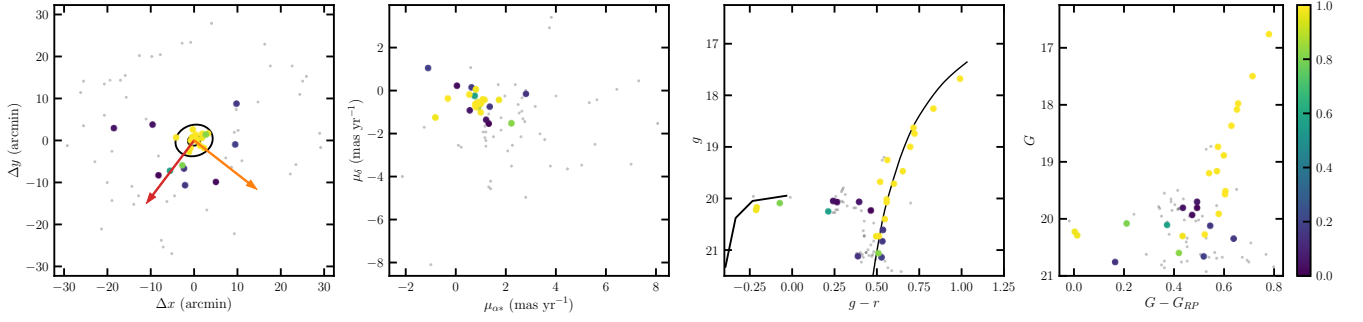 30
20
10
0
−10
−20
−30
−30 −20 −10 0 10 20 30
Δx (arcmin)
Δy (arcmin)
4
2
0
−2
−4
−6
−8
−2 0 2 4 6 8
μα∗ (mas yr⁻¹)
μδ (mas yr⁻¹)
17
18
19
20
21
−0.25 0.00 0.25 0.50 0.75 1.00 1.25
g − r
g
17
18
19
20
21
0.0 0.2 0.4 0.6 0.8
G − G_RP
G
1.0
0.8
0.6
0.4
0.2
0.0